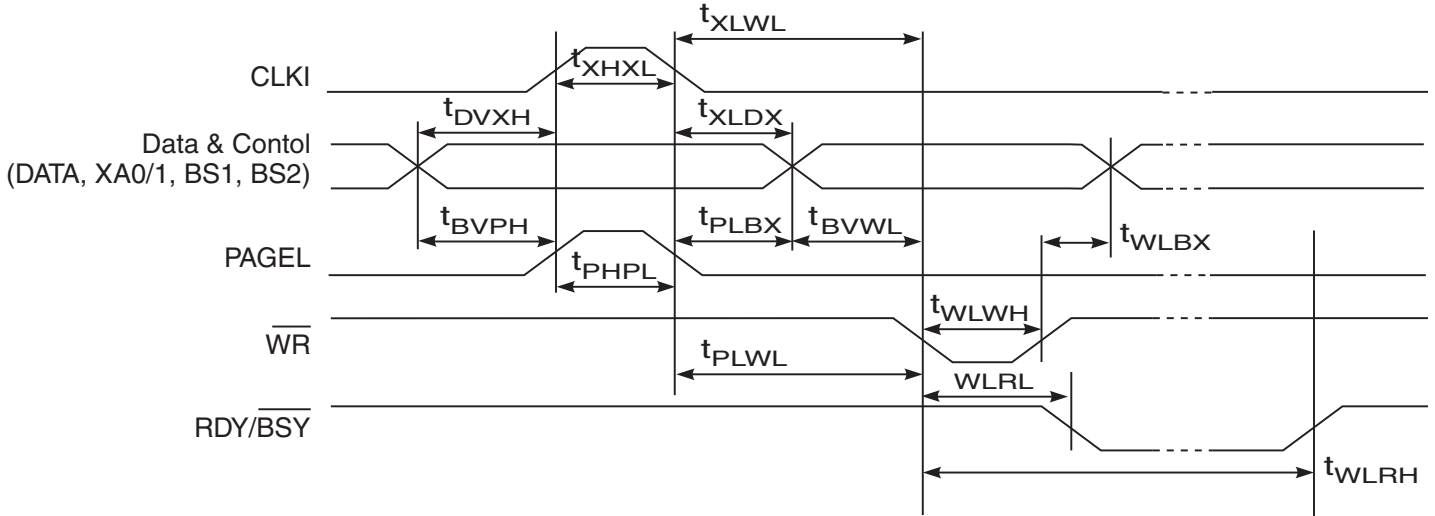 tXLWL
CLKI
tXHXL
tDVXH
tXLDX
Data & Contol
(DATA, XA0/1, BS1, BS2)
tBVPH
tPLBX
tBVWL
tWLBX
PAGEL
tPHPL
tWLWH
WR
tPLWL
WLRL
RDY/BSY
tWLRH